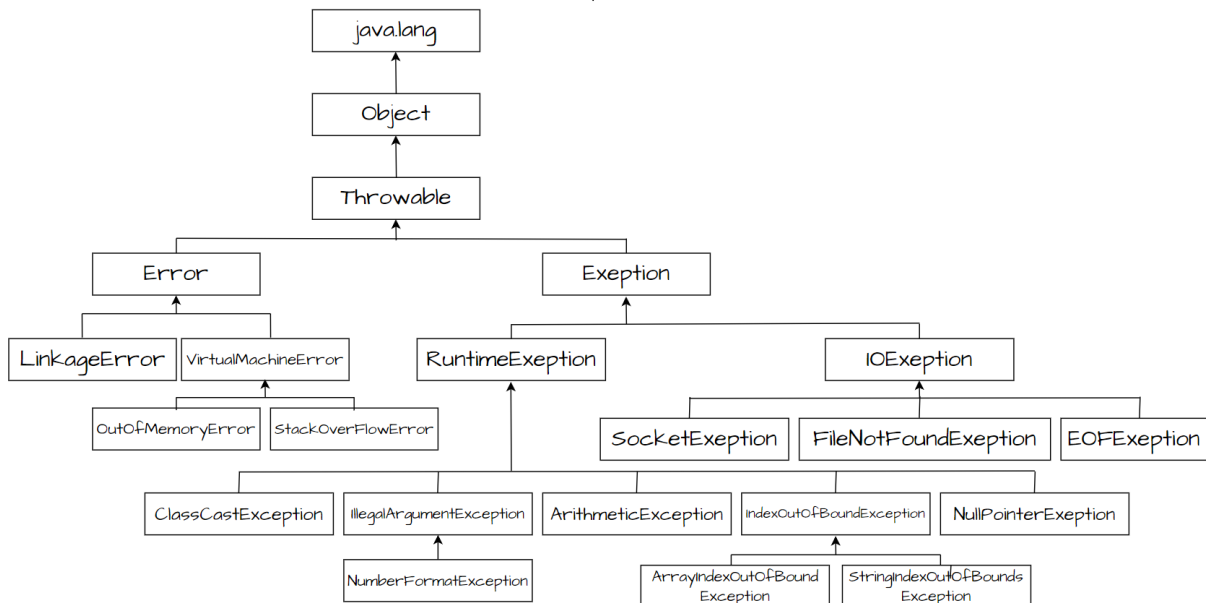 java.lang
Object
Throwable
Error
Exeption
LinkageError
VirtualMachineError
RuntimeExeption
IOExeption
OutOfMemoryError
StackOverFlowError
SocketExeption
FileNotFoundExeption
EOFExeption
ClassCastException
IllegalArgumentException
ArithmeticException
IndexOutOfBoundException
NullPointerExeption
NumberFormatException
ArrayIndexOutOfBound
Exception
StringIndexOutOfBounds
Exception